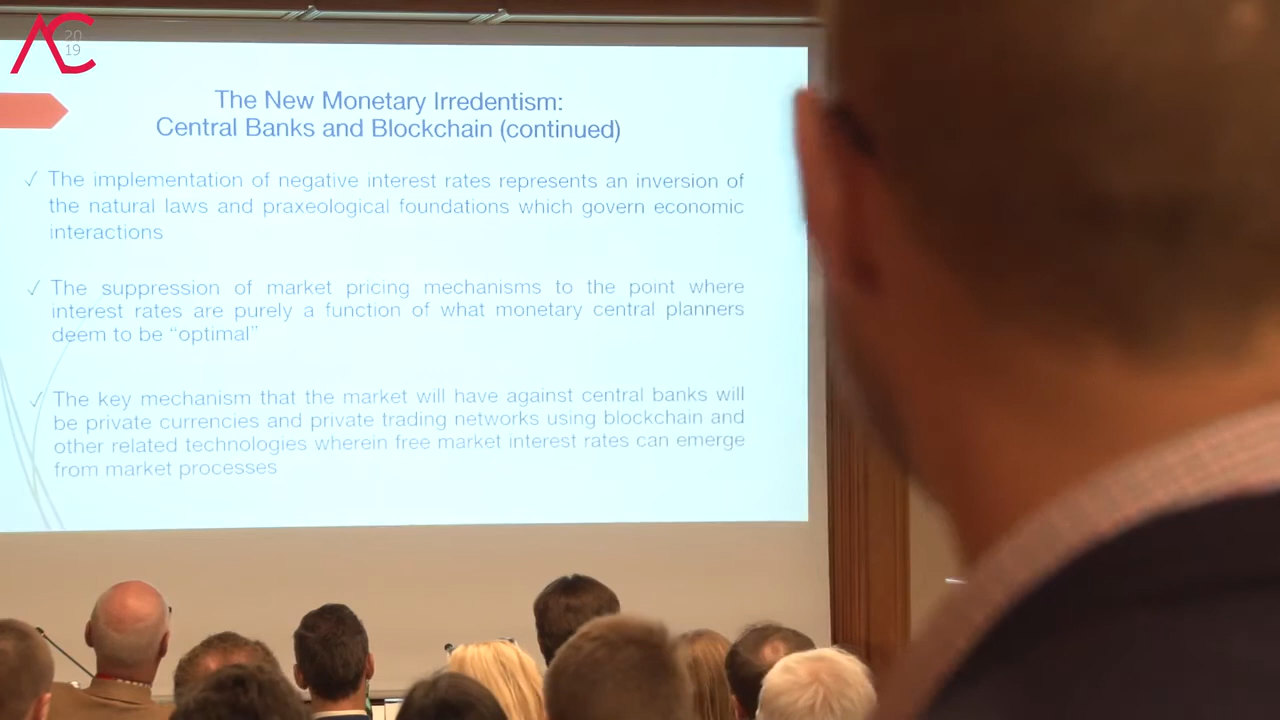 AC
20
19
The New Monetary Irredentism:
Central Banks and Blockchain (continued)
✓ The implementation of negative interest rates represents an inversion of
the natural laws and praxeological foundations which govern economic
interactions
✓ The suppression of market pricing mechanisms to the point where
interest rates are purely a function of what monetary central planners
deem to be “optimal”
✓ The key mechanism that the market will have against central banks will
be private currencies and private trading networks using blockchain and
other related technologies wherein free market interest rates can emerge
from market processes